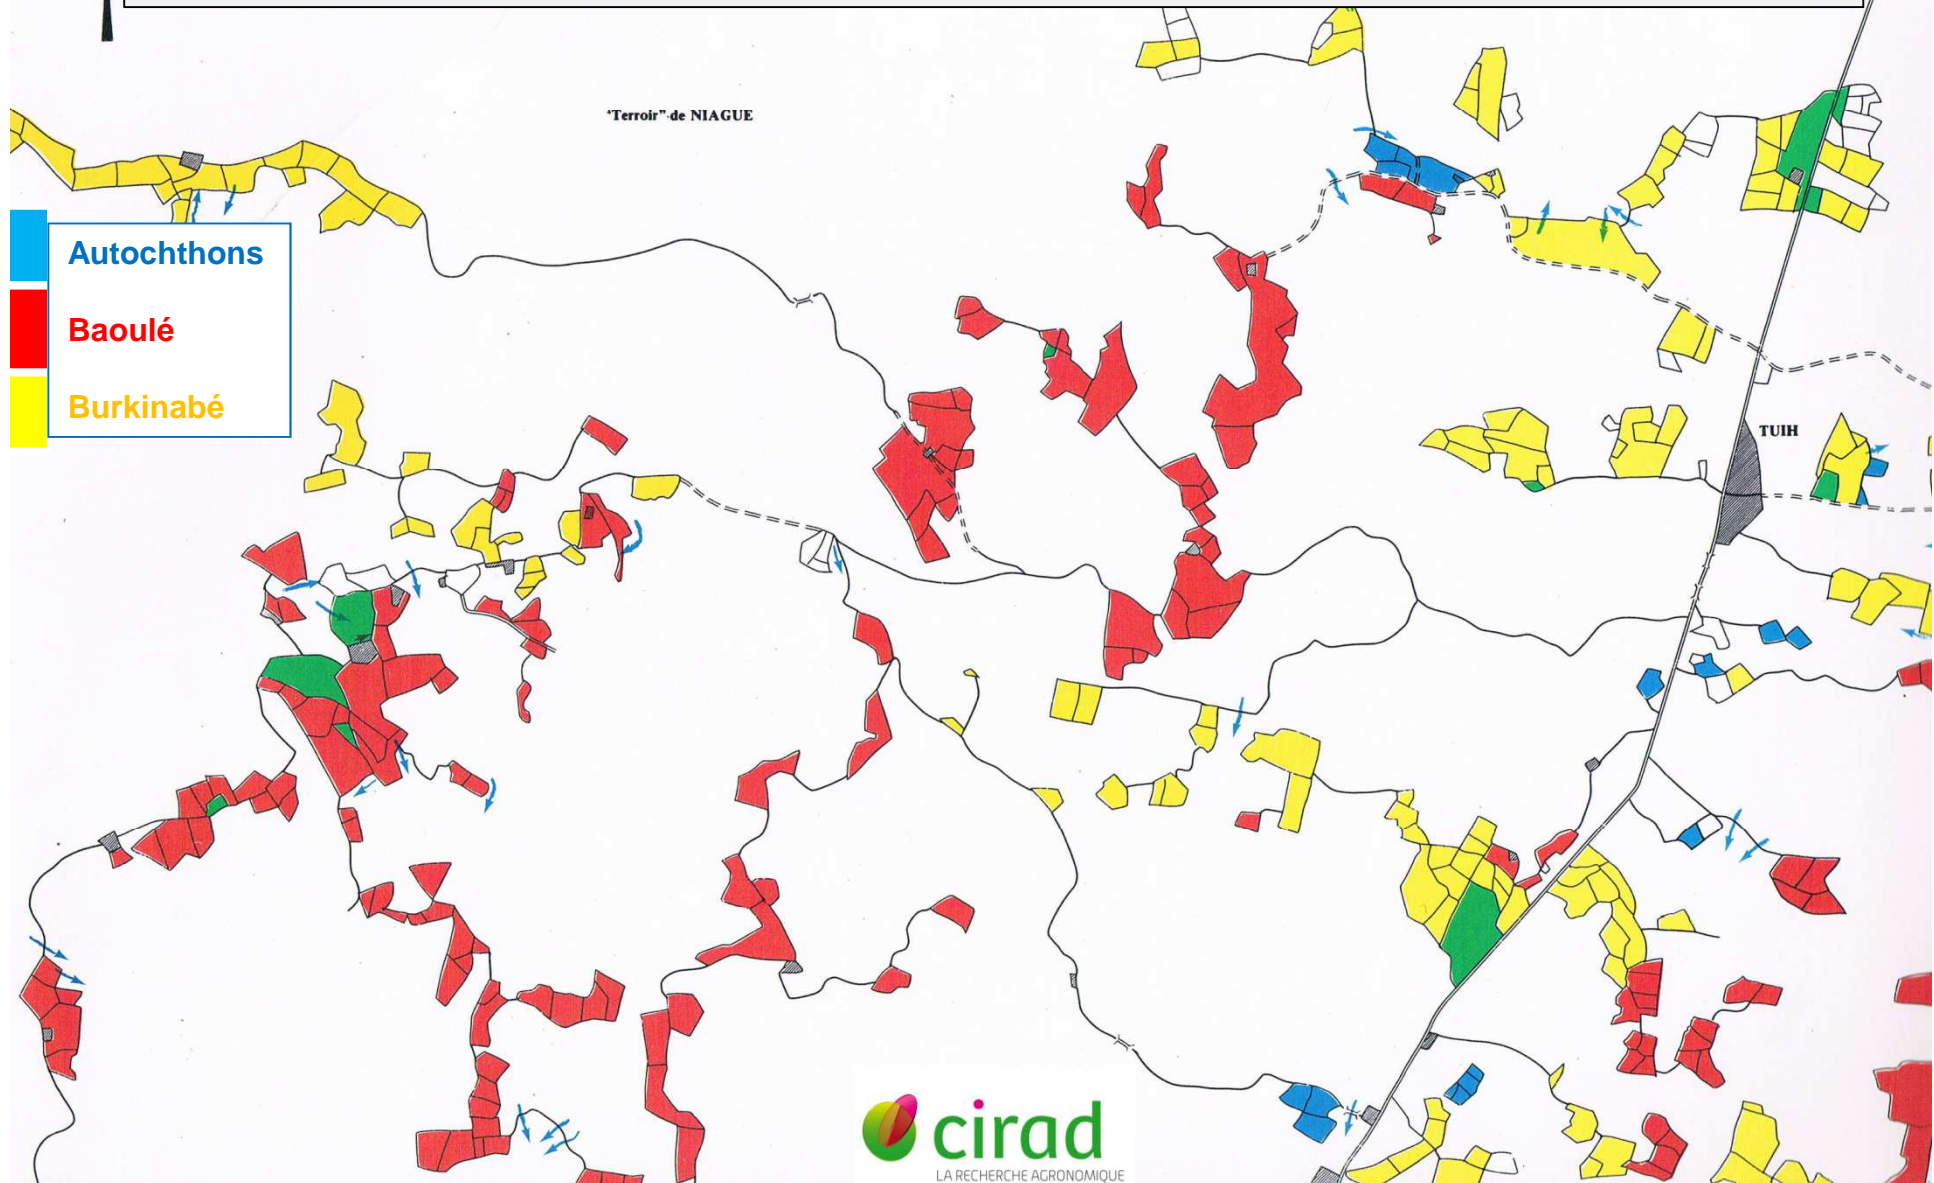 "Terroir" de NIAGUE
Autochthons
Baoulé
Burkinabé
TUIH
cirad
LA RECHERCHE AGRONOMIQUE